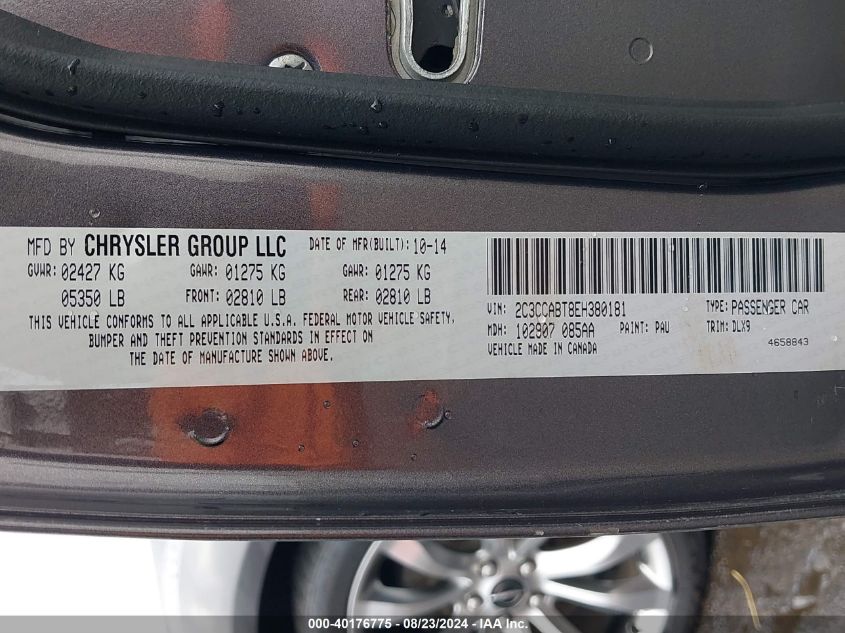 MFD BY CHRYSLER GROUP LLC DATE OF MFR(BUILT): 10-14
GVWR: 02427 KG GAWR: 01275 KG GAWR: 01275 KG
05350 LB FRONT: 02810 LB REAR: 02810 LB
THIS VEHICLE CONFORMS TO ALL APPLICABLE U.S.A. FEDERAL MOTOR VEHICLE SAFETY,
BUMPER AND THEFT PREVENTION STANDARDS IN EFFECT ON
THE DATE OF MANUFACTURE SHOWN ABOVE.
VIN: 2C3CCABT8EH380181 TYPE: PASSENGER CAR
MDH: 102907 085AA PAINT: PAU TRIM: DLX9
VEHICLE MADE IN CANADA 4658843
000-40176775 - 08/23/2024 - IAA Inc.